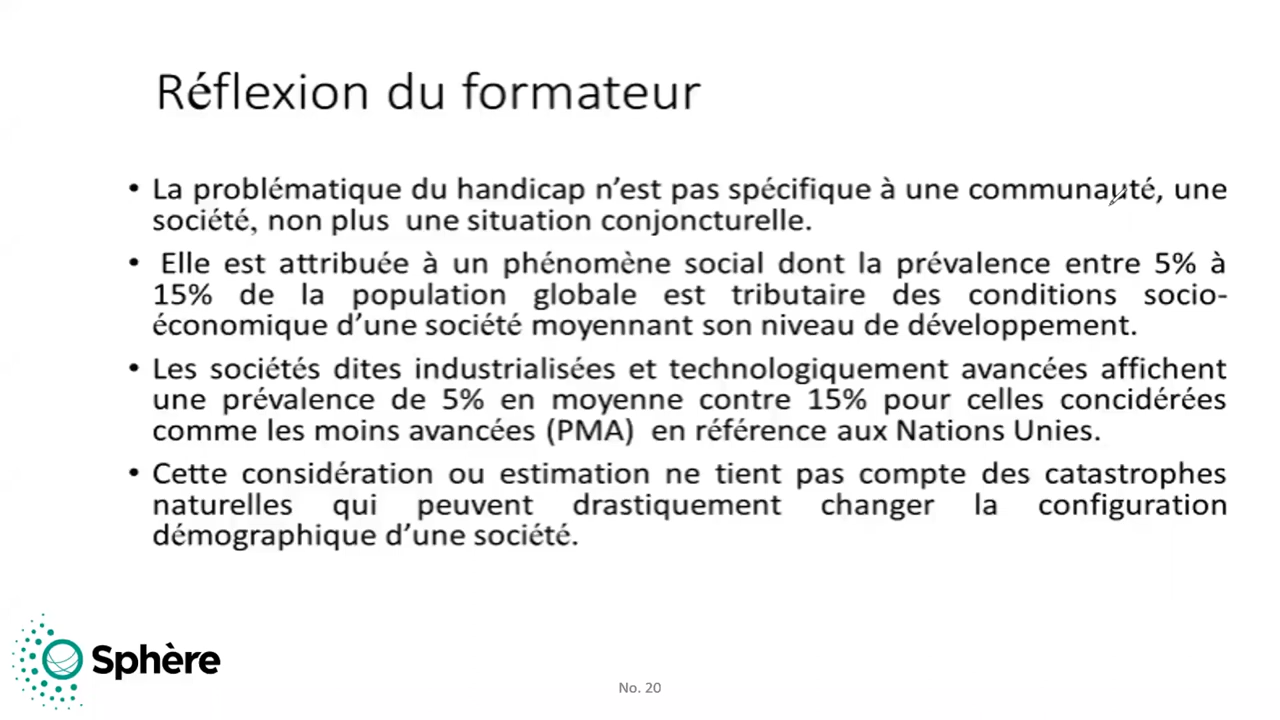 Réflexion du formateur
• La problématique du handicap n’est pas spécifique à une communauté, une
société, non plus une situation conjoncturelle.
• Elle est attribuée à un phénomène social dont la prévalence entre 5% à
15% de la population globale est tributaire des conditions socio-
économique d’une société moyennant son niveau de développement.
• Les sociétés dites industrialisées et technologiquement avancées affichent
une prévalence de 5% en moyenne contre 15% pour celles concidérées
comme les moins avancées (PMA) en référence aux Nations Unies.
• Cette considération ou estimation ne tient pas compte des catastrophes
naturelles qui peuvent drastiquement changer la configuration
démographique d’une société.
Sphère
No. 20